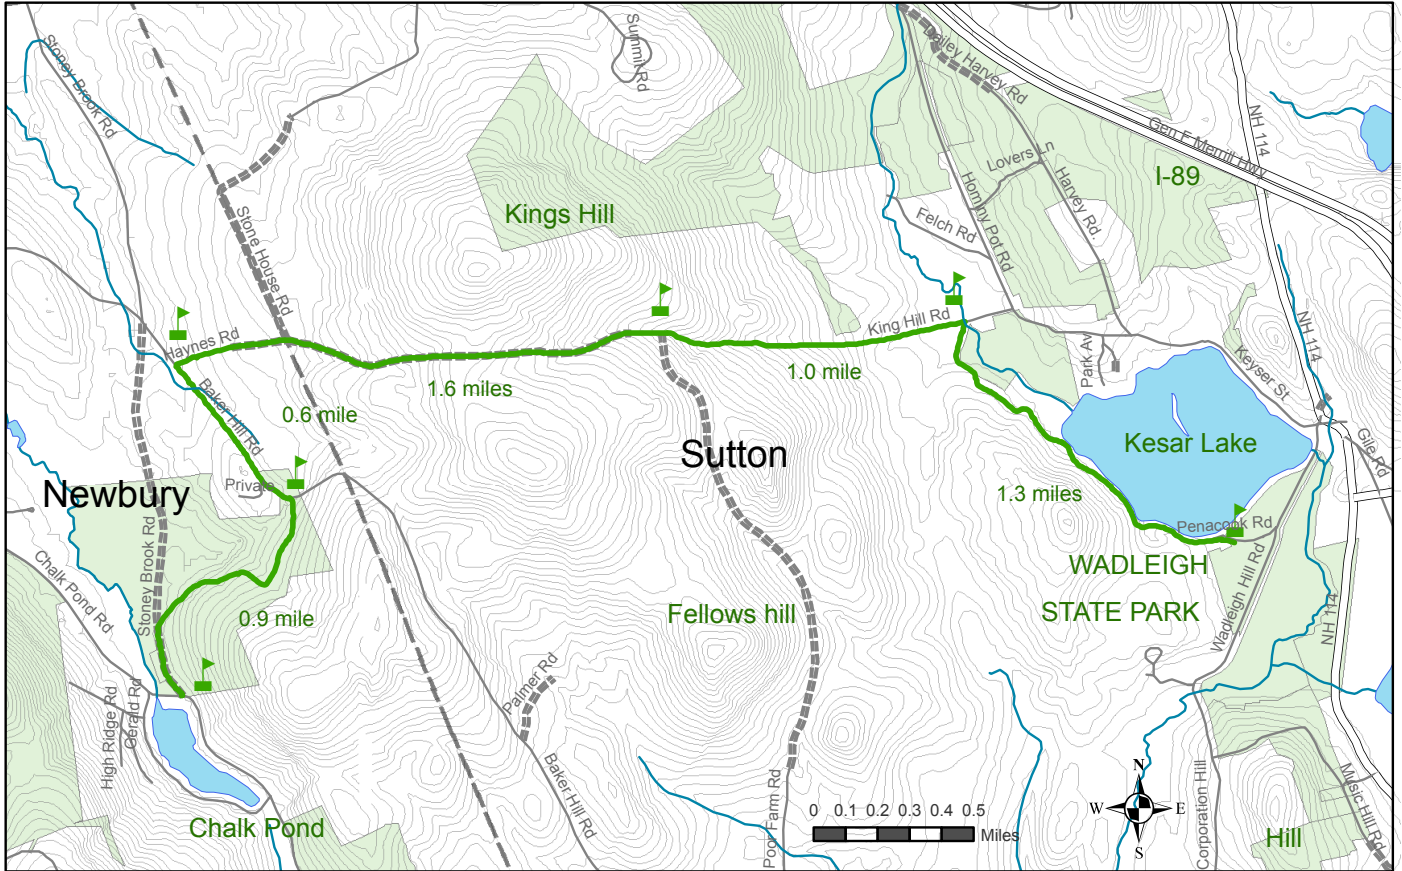 Stoney Brook Rd
Summit Rd
Dailey Harvey Rd
NH 114
Gen F Merrill Hwy
I-89
Lovers Ln
Harvey Rd.
Hominy Pot Rd
Felch Rd
Kings Hill
Stone House Rd
Haynes Rd
King Hill Rd
NH 114
Keyser St
Park Av
1.0 mile
1.6 miles
Baker Hill Rd
0.6 mile
Kesar Lake
Gile Rd
Sutton
Newbury
Private
1.3 miles
Penacook Rd
Stoney Brook Rd
Chalk Pond Rd
WADLEIGH
STATE PARK
Wadleigh Hill Rd
NH 114
0.9 mile
Fellows hill
Palmer Rd
High Ridge Rd
Gerald Rd
Baker Hill Rd
Poor Farm Rd
Corporation Hill
Music Hill Rd
Chalk Pond
Hill
0 0.1 0.2 0.3 0.4 0.5
Miles
N
W E
S